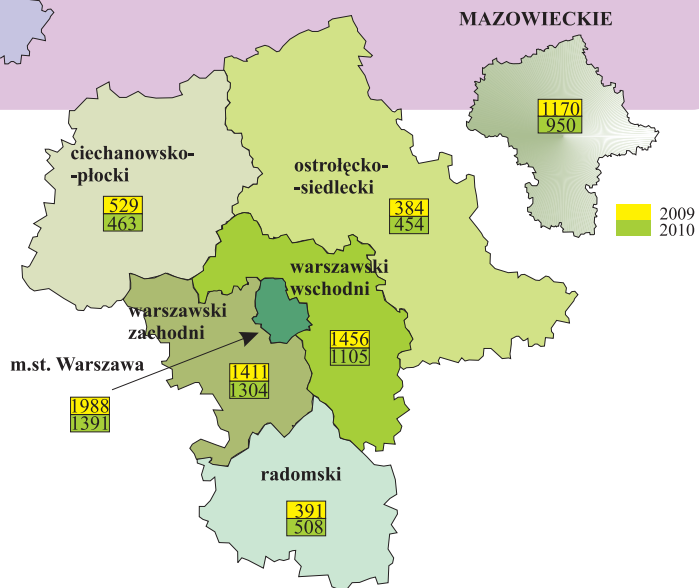 MAZOWIECKIE
1170
950
2009
2010
ciechanowsko-
-płocki
529
463
ostrołęcko-
-siedlecki
384
454
warszawski
wschodni
1456
1105
warszawski
zachodni
1411
1304
m.st. Warszawa
1988
1391
radomski
391
508